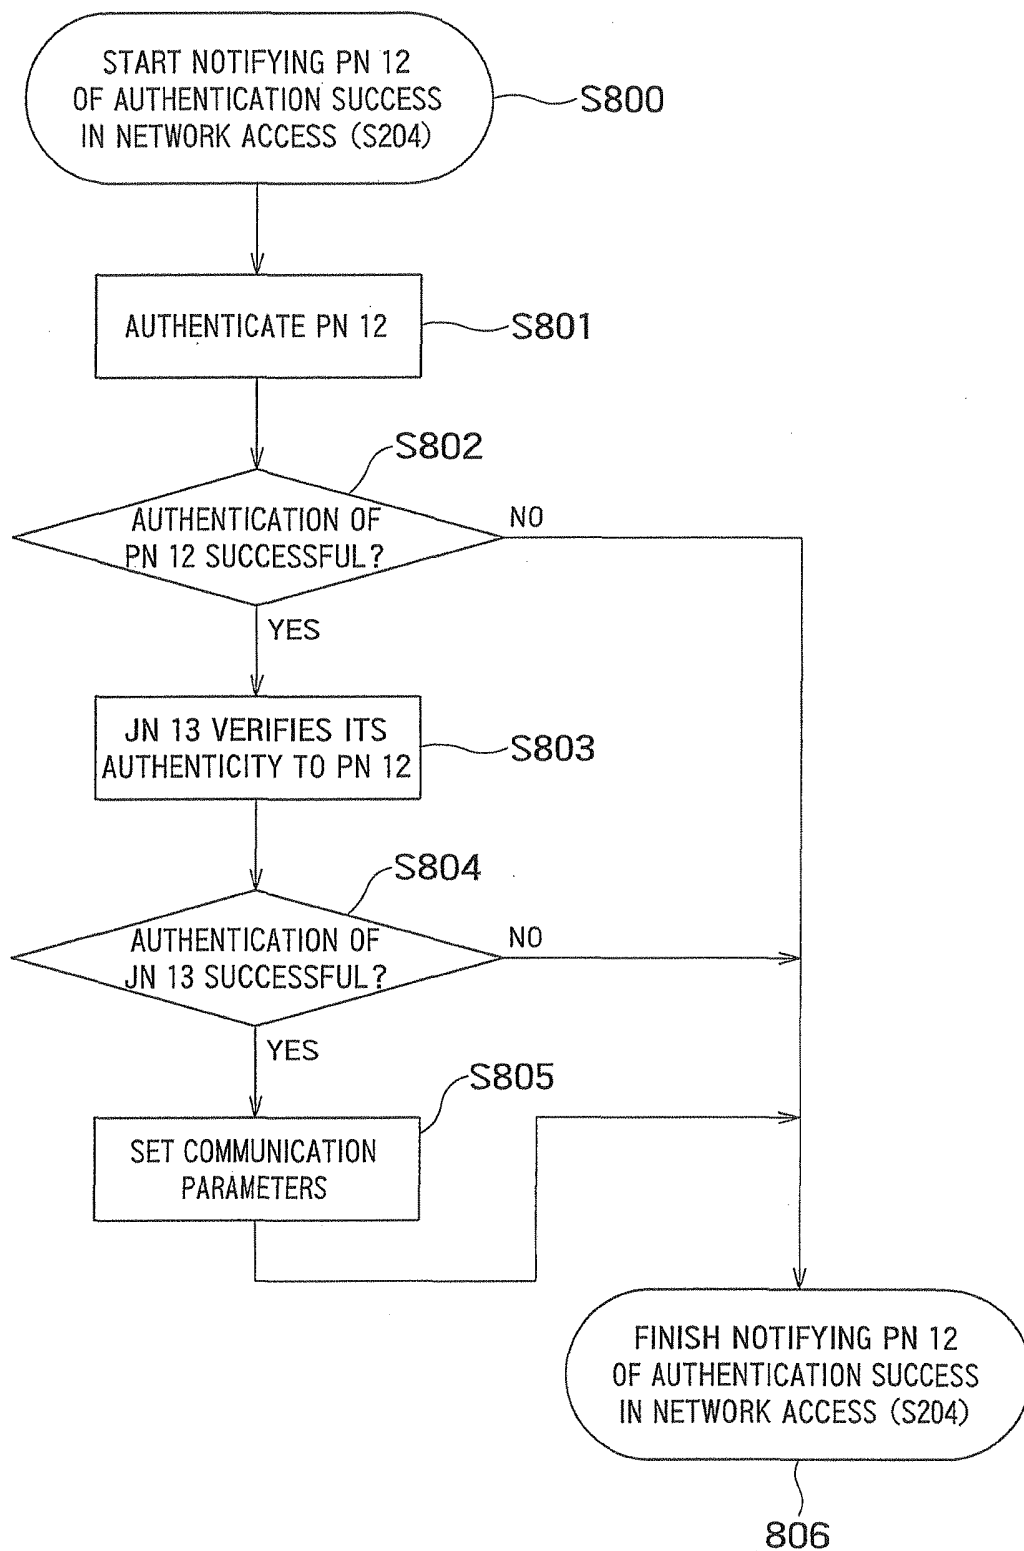 START NOTIFYING PN 12
OF AUTHENTICATION SUCCESS
IN NETWORK ACCESS (S204)
S800
AUTHENTICATE PN 12
S801
S802
AUTHENTICATION OF
PN 12 SUCCESSFUL?
NO
YES
JN 13 VERIFIES ITS
AUTHENTICITY TO PN 12
S803
S804
AUTHENTICATION OF
JN 13 SUCCESSFUL?
NO
YES
S805
SET COMMUNICATION
PARAMETERS
FINISH NOTIFYING PN 12
OF AUTHENTICATION SUCCESS
IN NETWORK ACCESS (S204)
806